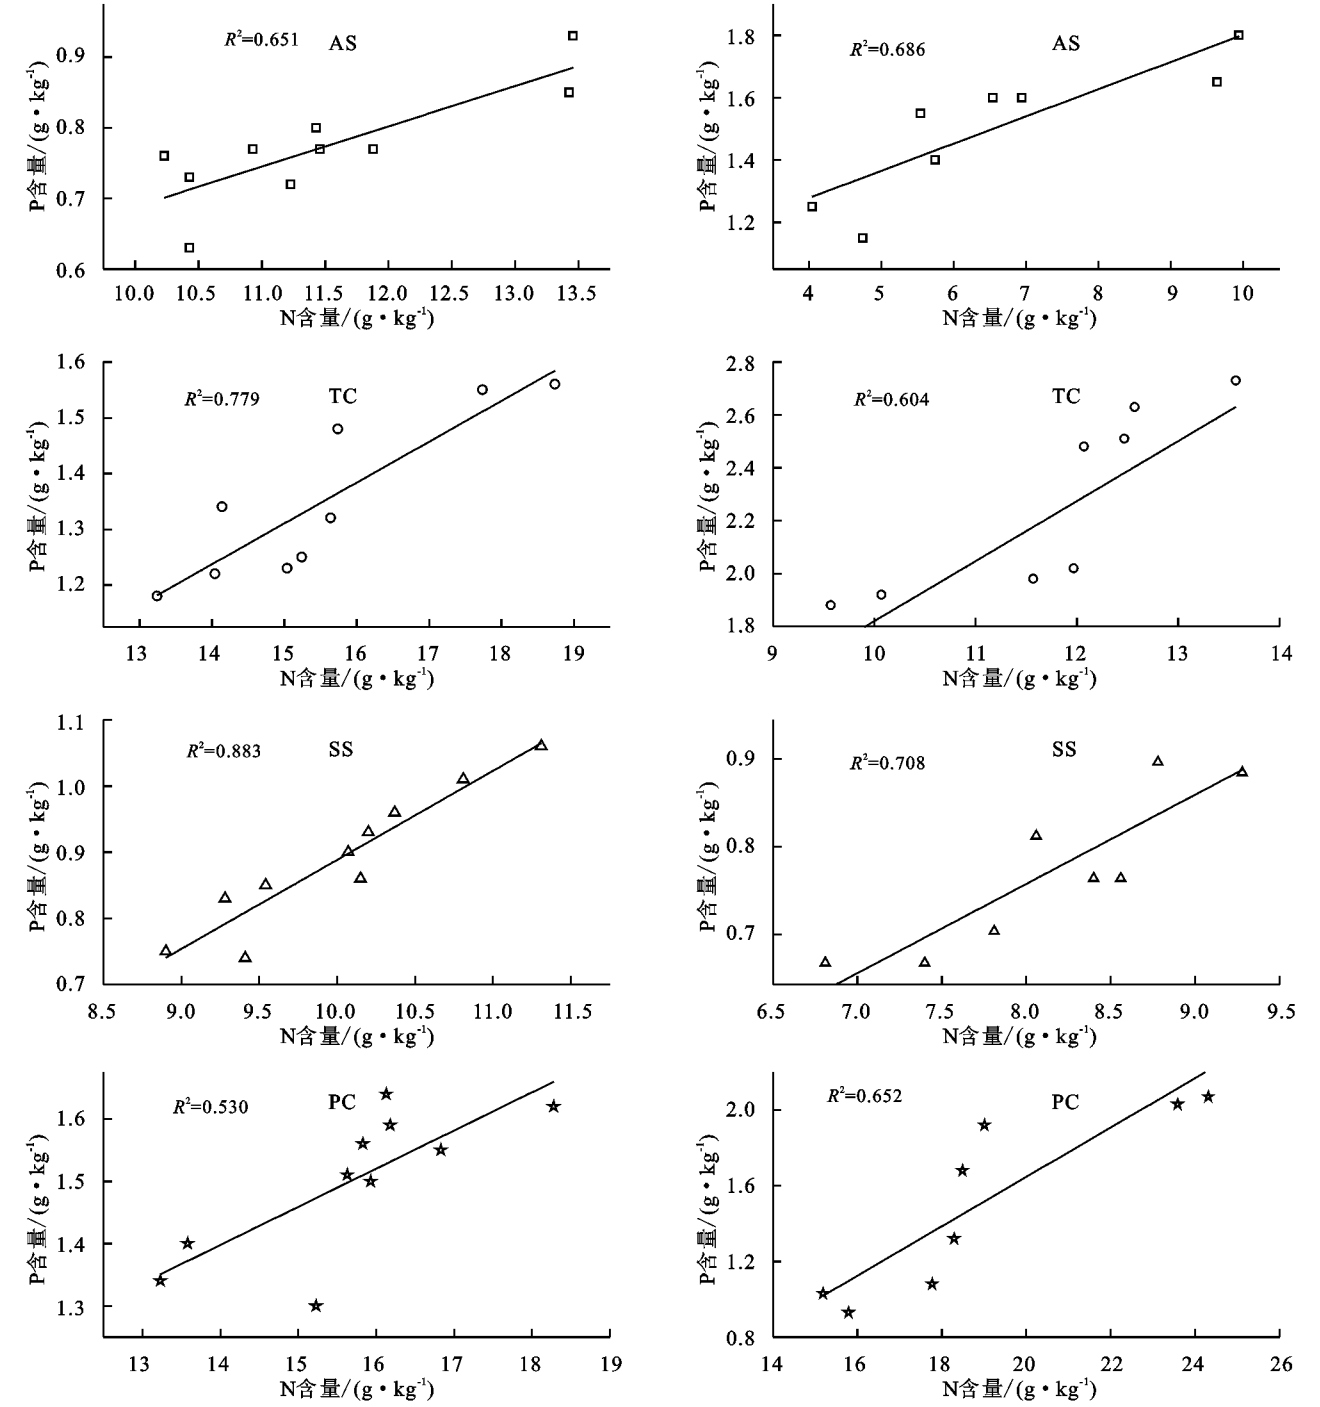 R²=0.651 AS
0.9
0.8
0.7
0.6
P含量/(g·kg⁻¹)
10.0 10.5 11.0 11.5 12.0 12.5 13.0 13.5
N含量/(g·kg⁻¹)
R²=0.686 AS
1.8
1.6
1.4
1.2
P含量/(g·kg⁻¹)
4 5 6 7 8 9 10
N含量/(g·kg⁻¹)
R²=0.779 TC
1.6
1.5
1.4
1.3
1.2
P含量/(g·kg⁻¹)
13 14 15 16 17 18 19
N含量/(g·kg⁻¹)
R²=0.604 TC
2.8
2.6
2.4
2.2
2.0
1.8
P含量/(g·kg⁻¹)
9 10 11 12 13 14
N含量/(g·kg⁻¹)
R²=0.883 SS
1.1
1.0
0.9
0.8
0.7
P含量/(g·kg⁻¹)
8.5 9.0 9.5 10.0 10.5 11.0 11.5
N含量/(g·kg⁻¹)
R²=0.708 SS
0.9
0.8
0.7
P含量/(g·kg⁻¹)
6.5 7.0 7.5 8.0 8.5 9.0 9.5
N含量/(g·kg⁻¹)
R²=0.530 PC
1.6
1.5
1.4
1.3
P含量/(g·kg⁻¹)
13 14 15 16 17 18 19
N含量/(g·kg⁻¹)
R²=0.652 PC
2.0
1.6
1.2
0.8
P含量/(g·kg⁻¹)
14 16 18 20 22 24 26
N含量/(g·kg⁻¹)